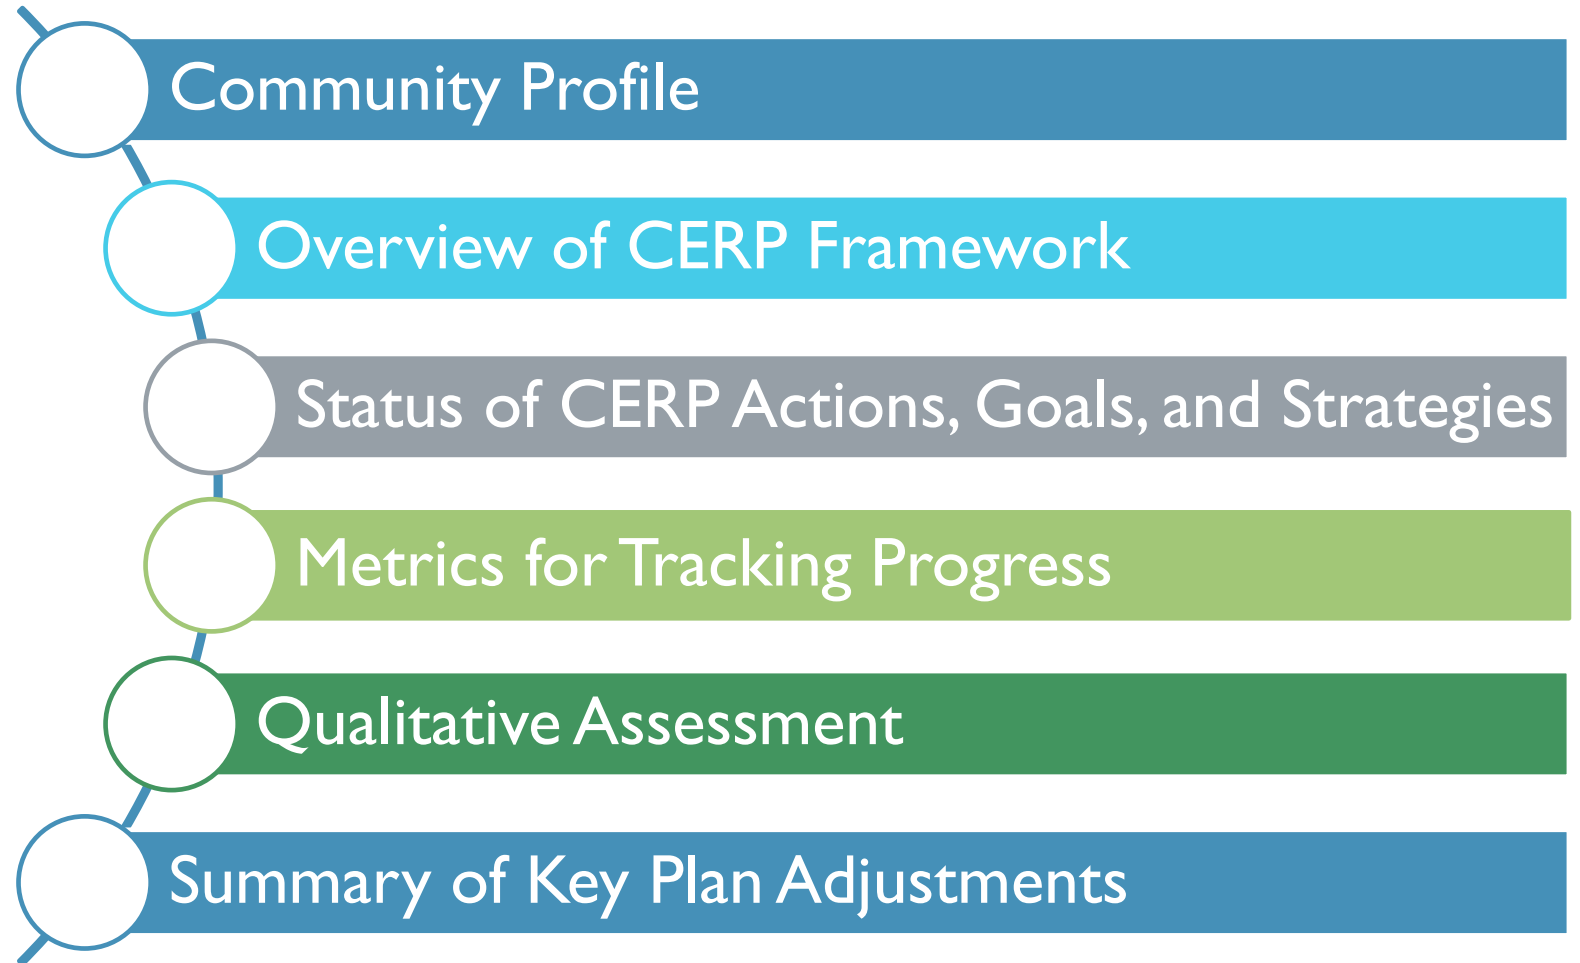 Community Profile
Overview of CERP Framework
Status of CERP Actions, Goals, and Strategies
Metrics for Tracking Progress
Qualitative Assessment
Summary of Key Plan Adjustments